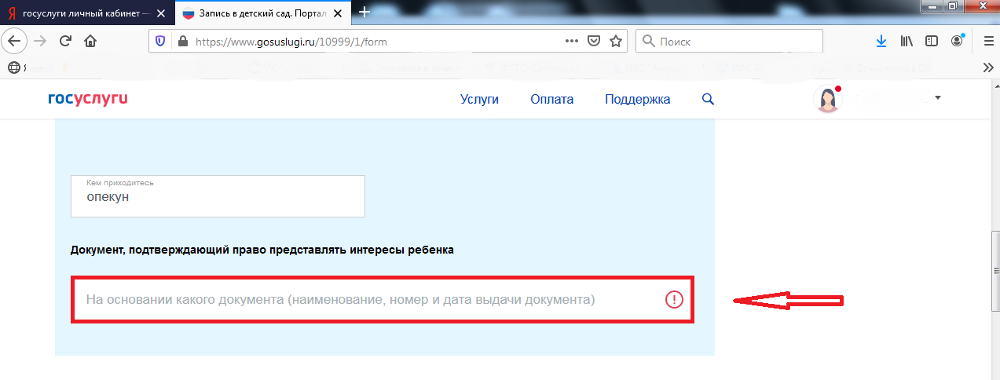 госуслуги личный кабинет —
Запись в детский сад. Портал
https://www.gosuslugi.ru/10999/1/form
Поиск
госуслуги
Услуги
Оплата
Поддержка
Кем приходитесь
опекун
Документ, подтверждающий право представлять интересы ребенка
На основании какого документа (наименование, номер и дата выдачи документа)